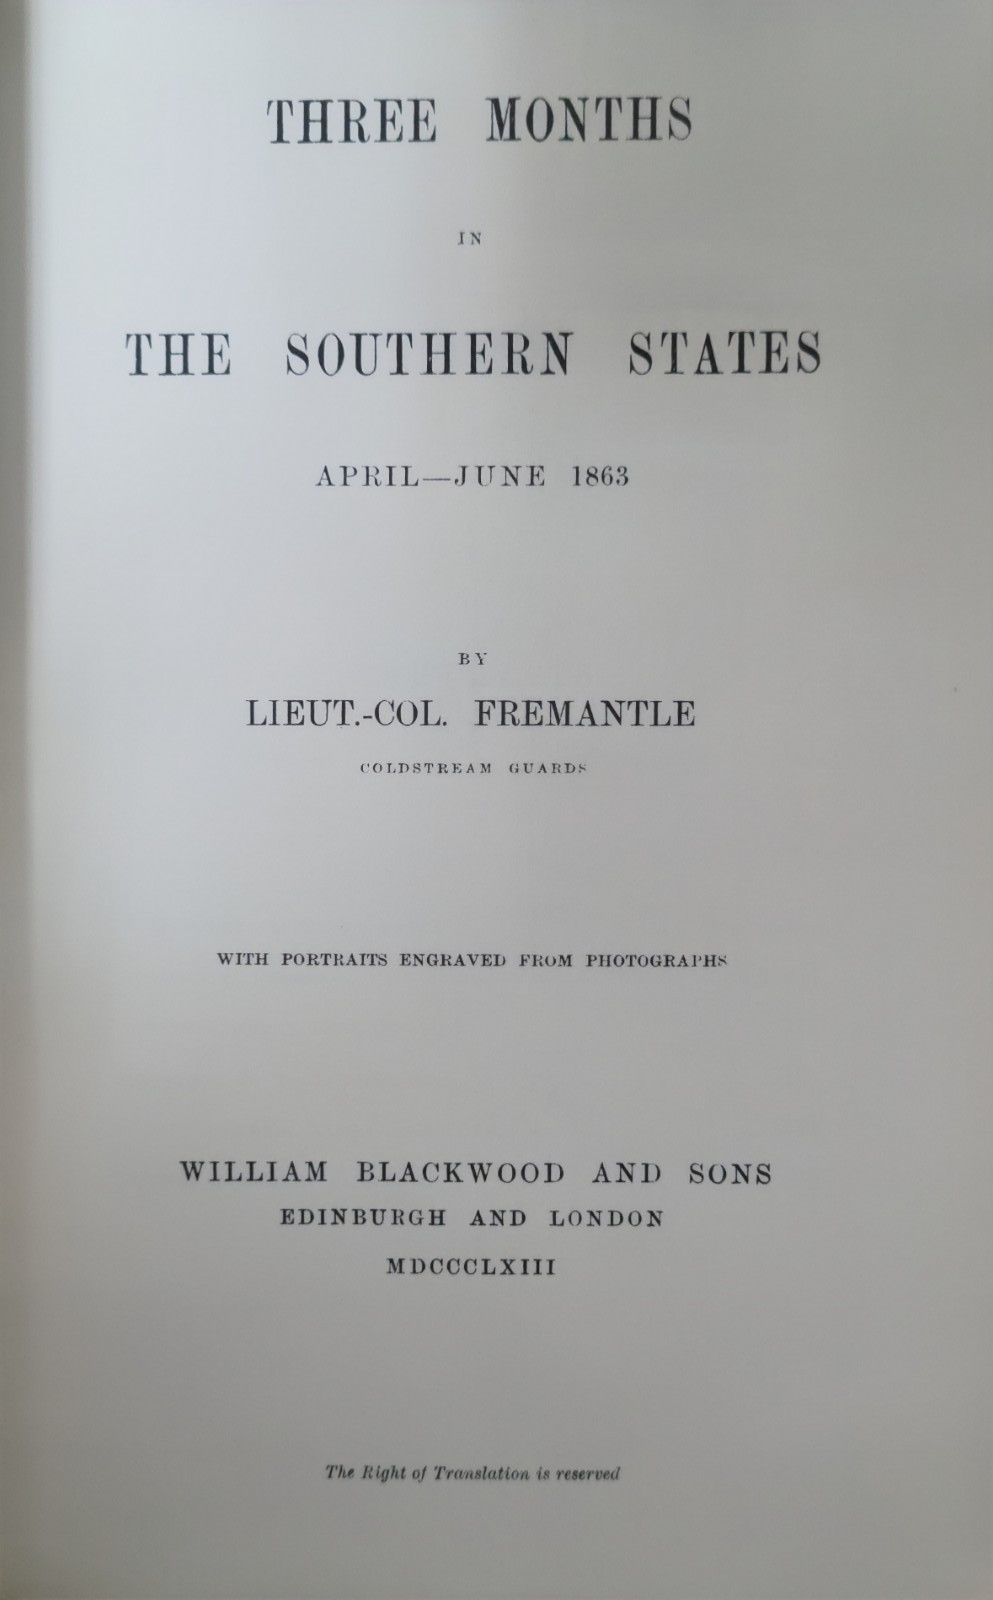 THREE MONTHS
IN
THE SOUTHERN STATES
APRIL—JUNE 1863
BY
LIEUT.-COL. FREMANTLE
COLDSTREAM GUARDS
WITH PORTRAITS ENGRAVED FROM PHOTOGRAPHS
WILLIAM BLACKWOOD AND SONS
EDINBURGH AND LONDON
MDCCCLXIII
The Right of Translation is reserved